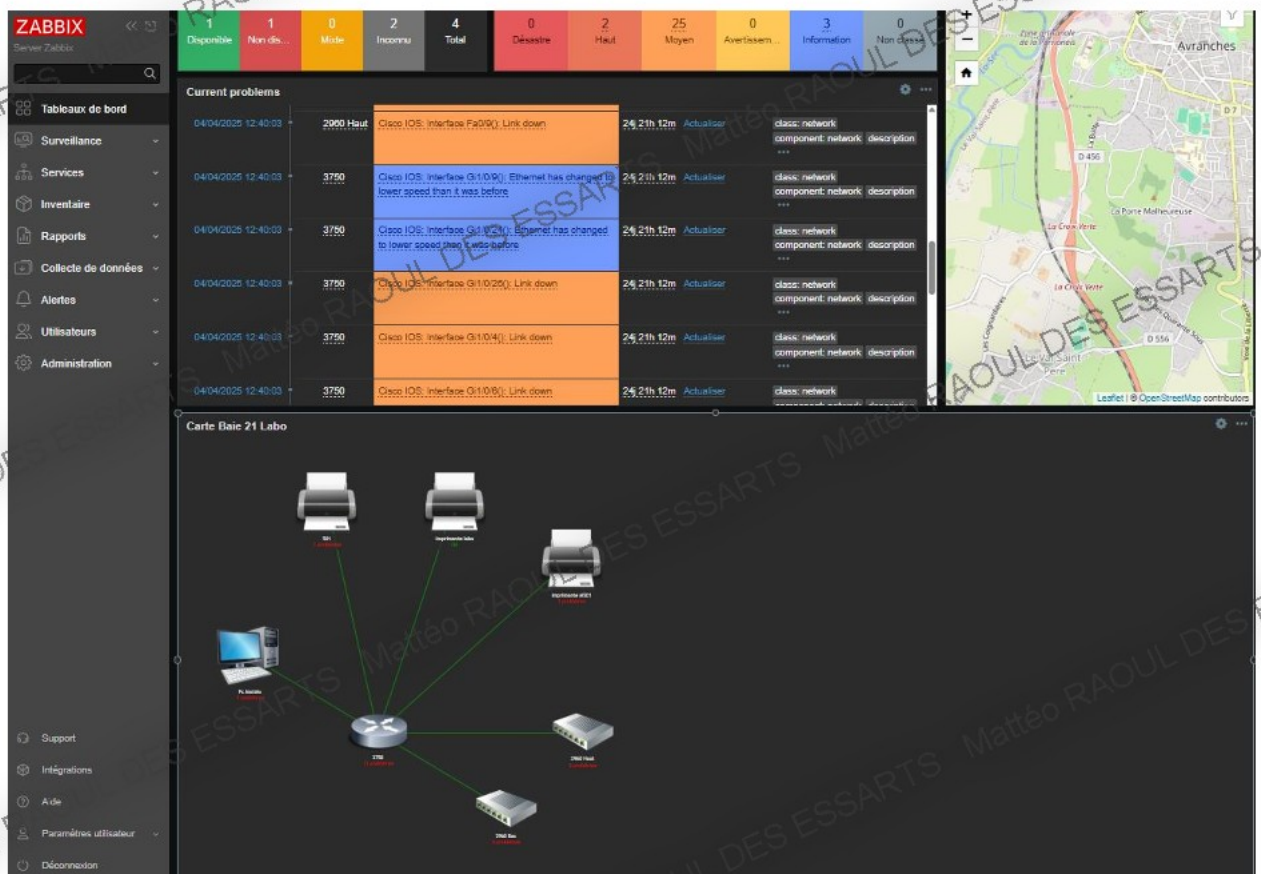 ZABBIX
Server Zabbix
Tableaux de bord
Surveillance
Services
Inventaire
Rapports
Collecte de données
Alertes
Utilisateurs
Administration
Support
Intégrations
Aide
Paramètres utilisateur
Déconnexion
1 Disponible
1 Non dis...
0 Mixte
2 Inconnu
4 Total
0 Désastre
2 Haut
25 Moyen
0 Avertissem...
3 Information
0 Non classé
Current problems
04/04/2025 12:40:03 2960 Haut Cisco IOS: Interface Fa0/9(): Link down 24j 21h 12m Actualiser class: network
component: network description
04/04/2025 12:40:03 3750 Cisco IOS: Interface Gi1/0/9(): Ethernet has changed to lower speed than it was before 24j 21h 12m Actualiser class: network
component: network description
04/04/2025 12:40:03 3750 Cisco IOS: Interface Gi1/0/21(): Ethernet has changed to lower speed than it was before 24j 21h 12m Actualiser class: network
component: network description
04/04/2025 12:40:03 3750 Cisco IOS: Interface Gi1/0/26(): Link down 24j 21h 12m Actualiser class: network
component: network description
04/04/2025 12:40:03 3750 Cisco IOS: Interface Gi1/0/4(): Link down 24j 21h 12m Actualiser class: network
component: network description
04/04/2025 12:40:03 3750 Cisco IOS: Interface Gi1/0/6(): Link down 24j 21h 12m Actualiser class: network
Avranches
D 7
D 456
La Porte Malheureuse
La Croix Verte
La Croix Verte
D 556
Le Val Saint
Père
Leaflet | © OpenStreetMap contributors
Carte Baie 21 Labo
Imprimante labo
3750
2960 Haut
2960 Bas
Mattéo RAOUL DES ESSARTS